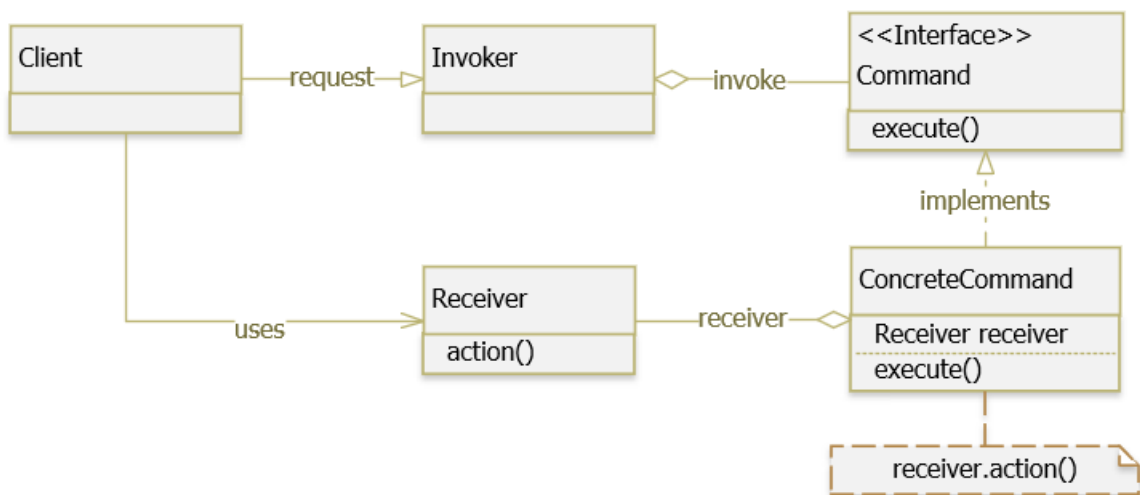 Client
request
Invoker
invoke
<<Interface>>
Command
execute()
implements
uses
Receiver
action()
receiver
ConcreteCommand
Receiver receiver
execute()
receiver.action()